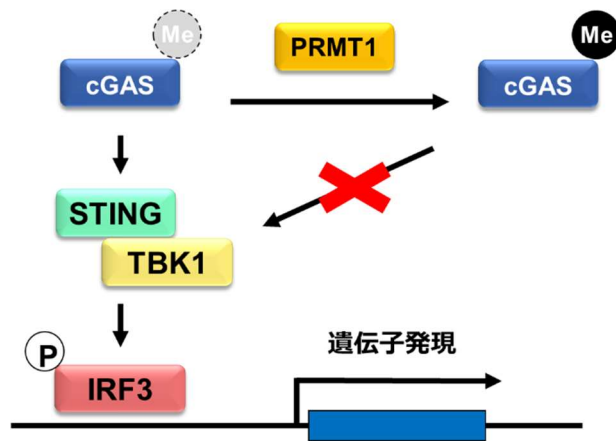 Me
PRMT1
Me
cGAS
cGAS
STING
TBK1
遺伝子発現
P
IRF3